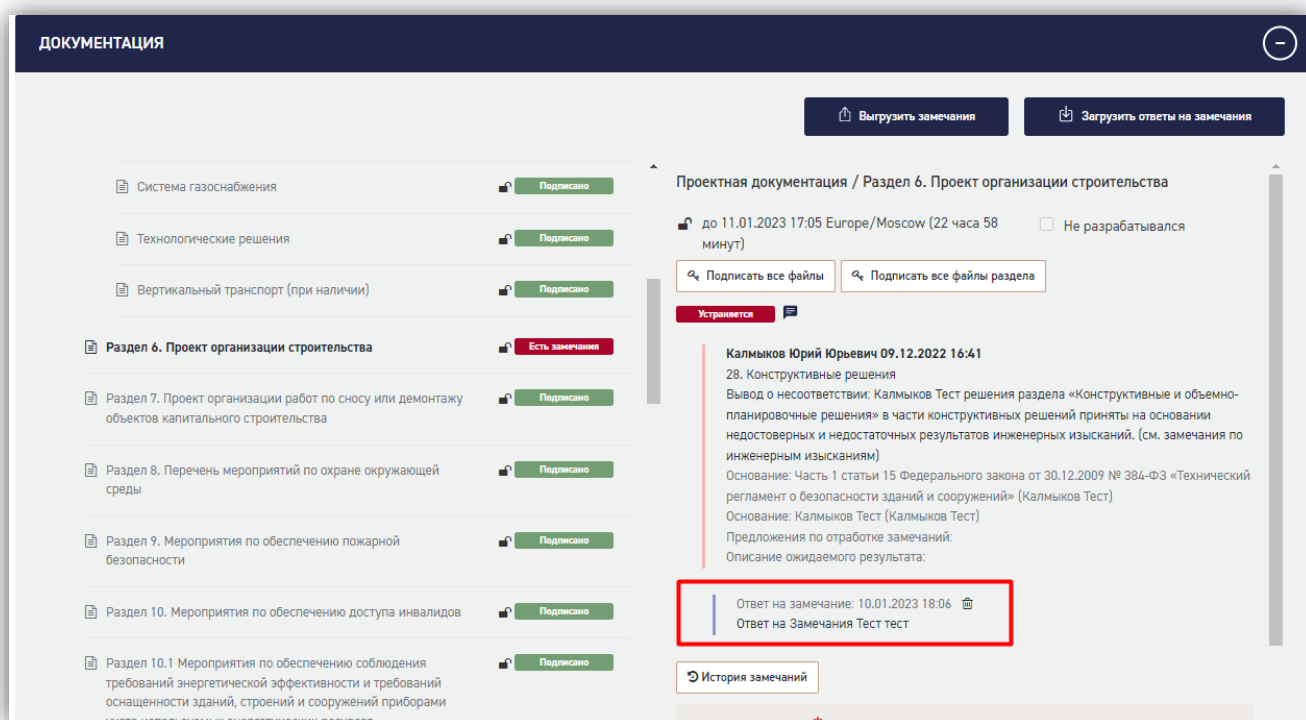 ДОКУМЕНТАЦИЯ
Выгрузить замечания
Загрузить ответы на замечания
Система газоснабжения
Подписано
Технологические решения
Подписано
Вертикальный транспорт (при наличии)
Подписано
Раздел 6. Проект организации строительства
Есть замечания
Раздел 7. Проект организации работ по сносу или демонтажу
объектов капитального строительства
Подписано
Раздел 8. Перечень мероприятий по охране окружающей
среды
Подписано
Раздел 9. Мероприятия по обеспечению пожарной
безопасности
Подписано
Раздел 10. Мероприятия по обеспечению доступа инвалидов
Подписано
Раздел 10.1 Мероприятия по обеспечению соблюдения
требований энергетической эффективности и требований
оснащенности зданий, строений и сооружений приборами
Подписано
Проектная документация / Раздел 6. Проект организации строительства
до 11.01.2023 17:05 Europe/Moscow (22 часа 58
минут)
Не разрабатывался
Подписать все файлы
Подписать все файлы раздела
Устраняется
Калмыков Юрий Юрьевич 09.12.2022 16:41
28. Конструктивные решения
Вывод о несоответствии: Калмыков Тест решения раздела «Конструктивные и объемно-
планировочные решения» в части конструктивных решений приняты на основании
недостоверных и недостаточных результатов инженерных изысканий. (см. замечания по
инженерным изысканиям)
Основание: Часть 1 статьи 15 Федерального закона от 30.12.2009 № 384-ФЗ «Технический
регламент о безопасности зданий и сооружений» (Калмыков Тест)
Основание: Калмыков Тест (Калмыков Тест)
Предложения по отработке замечаний:
Описание ожидаемого результата:
Ответ на замечание: 10.01.2023 18:06
Ответ на Замечания Тест тест
История замечаний